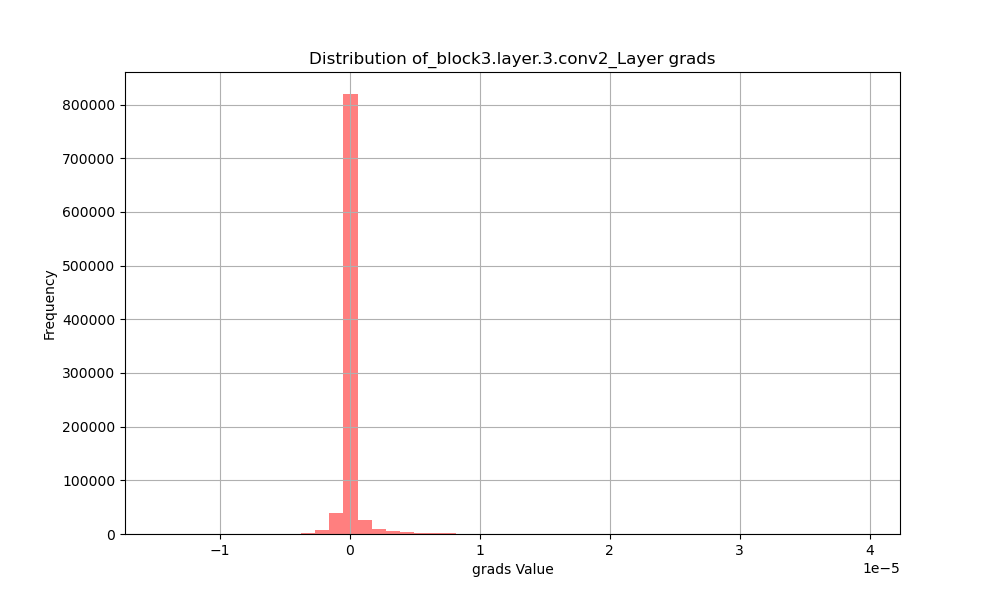 Distribution of_block3.layer.3.conv2_Layer grads
Frequency
800000
700000
600000
500000
400000
300000
200000
100000
0
−1 0 1 2 3 4
1e−5
grads Value